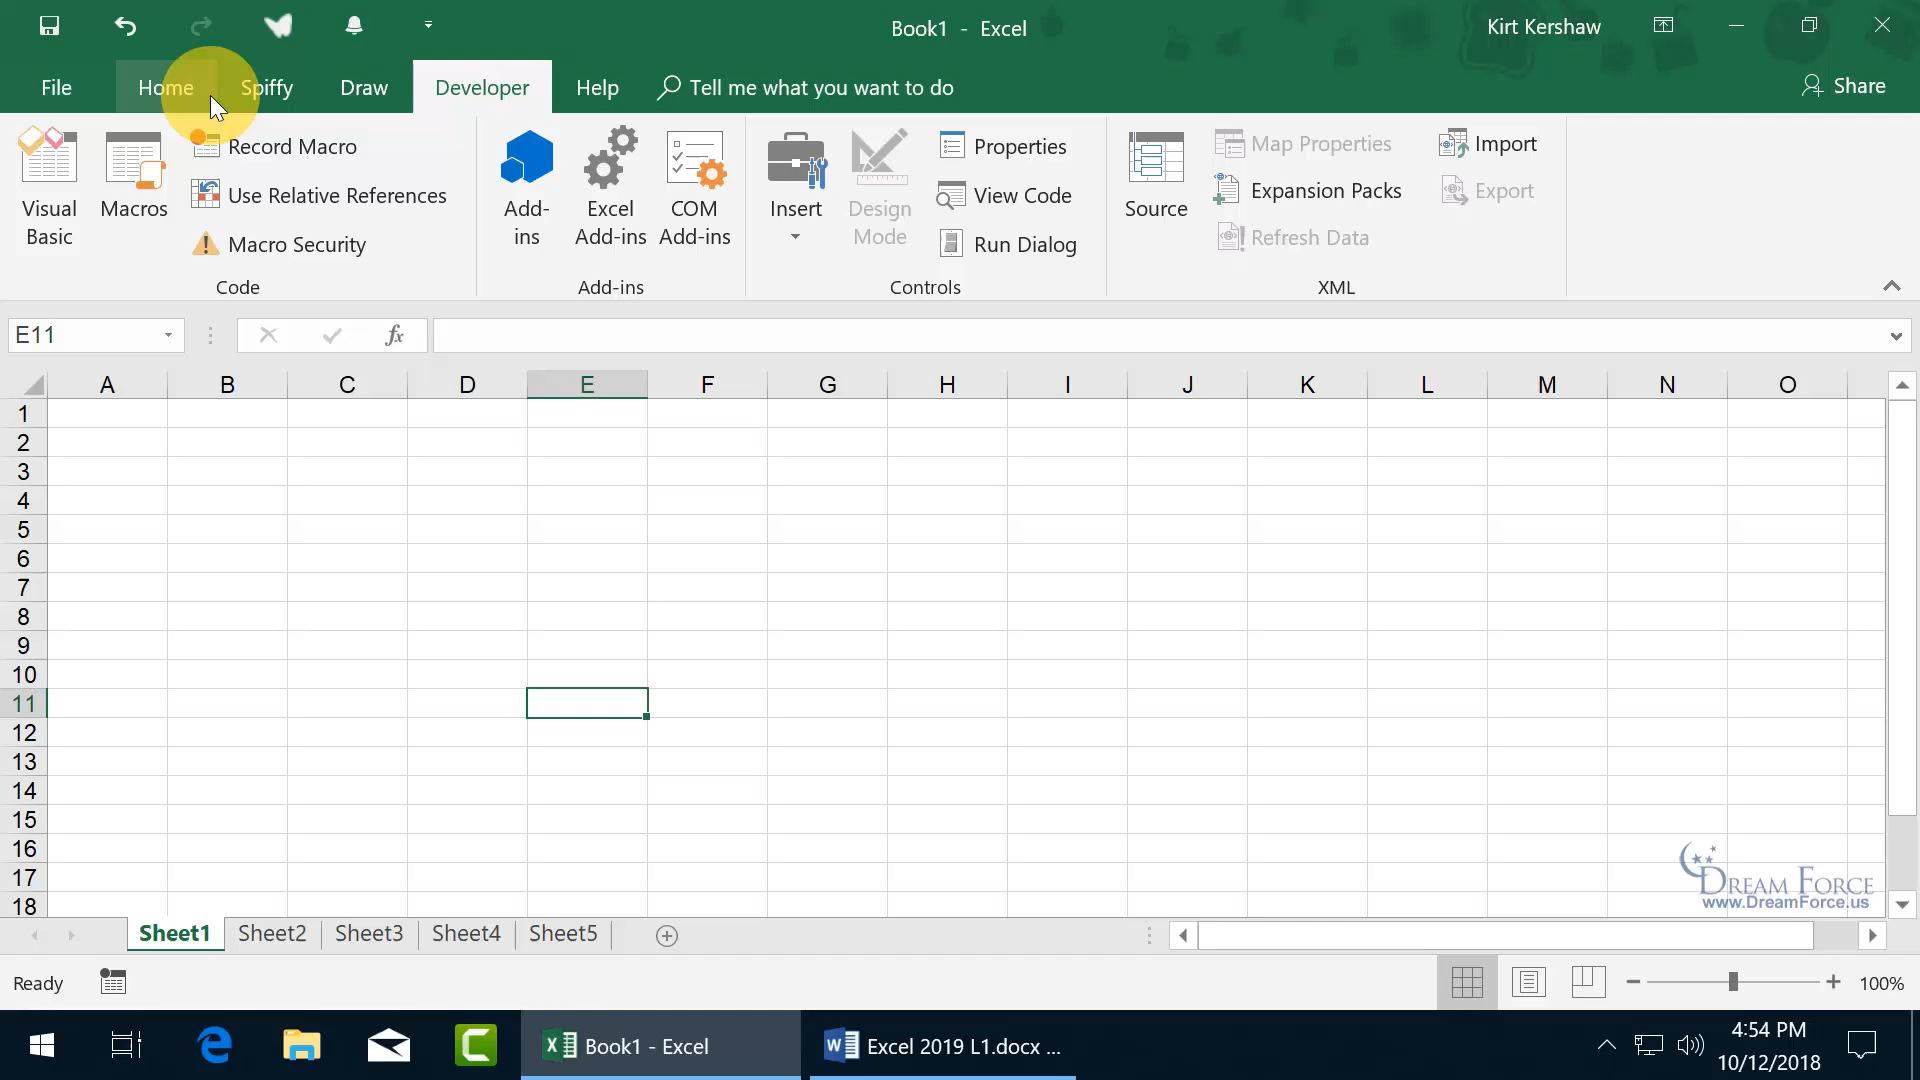 Book1 - Excel
Kirt Kershaw
File Home Spiffy Draw Developer Help Tell me what you want to do
Share
Visual Basic
Macros
Record Macro
Use Relative References
Macro Security
Code
Add-ins
Excel Add-ins
COM Add-ins
Add-ins
Insert
Design Mode
Properties
View Code
Run Dialog
Controls
Source
Map Properties
Expansion Packs
Refresh Data
Import
Export
XML
E11
fx
A B C D E F G H I J K L M N O
1
2
3
4
5
6
7
8
9
10
11
12
13
14
15
16
17
18
DREAM FORCE
www.DreamForce.us
Sheet1 Sheet2 Sheet3 Sheet4 Sheet5
Ready
100%
Book1 - Excel
Excel 2019 L1.docx ...
4:54 PM
10/12/2018